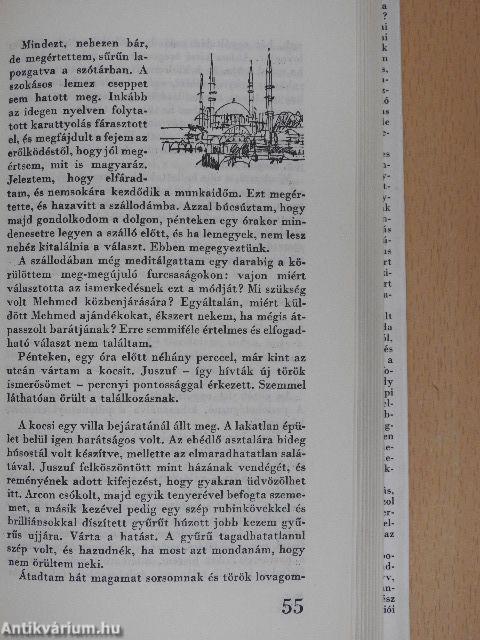 Mindezt, nehezen bár,
de megértettem, sűrűn la-
pozgatva a szótárban. A
szokásos lemez cseppet
sem hatott meg. Inkább
az idegen nyelven folyta-
tott karattyolás fárasztott
el, és megfájdult a fejem az
erőlködéstől, hogy jól meg-
értsem, mit is magyaráz.
Jeleztem, hogy elfárad-
tam, és nemsokára kezdődik a munkaidőm. Ezt megér-
tette, és hazavitt a szállodámba. Azzal búcsúztam, hogy
majd gondolkodom a dolgon, pénteken egy órakor min-
denesetre legyen a szálló előtt, és ha lemegyek, nem lesz
nehéz kitalálnia a választ. Ebben megegyeztünk.
A szállodában még meditálgattam egy darabig a kö-
rülöttem meg-megújuló furcsaságokon: vajon miért
választotta az ismerkedésnek ezt a módját? Mi szükség
volt Mehmed közbenjárására? Egyáltalán, miért kül-
dött Mehmed ajándékokat, ékszert nekem, ha mégis át-
passzolt barátjának? Erre semmiféle értelmes és elfogad-
ható választ nem találtam.
Pénteken, egy óra előtt néhány perccel, már kint az
utcán vártam a kocsit. Juszuf – így hívták új török
ismerősömet – percnyi pontossággal érkezett. Szemmel
láthatóan örült a találkozásnak.
A kocsi egy villa bejáratánál állt meg. A lakatlan épü-
let belül igen barátságos volt. Az ebédlő asztalára hideg
húsostál volt készítve, mellette az elmaradhatatlan salá-
tával. Juszuf felköszöntött mint házának vendégét, és
reményének adott kifejezést, hogy gyakran üdvözölhet
itt. Arcon csókolt, majd egyik tenyerével befogta szeme-
met, a másik kezével pedig egy szép rubinkövekkel és
brilliánsokkal díszített gyűrűt húzott jobb kezem gyű-
rűs ujjára. Várta a hatást. A gyűrű tagadhatatlanul
szép volt, és hazudnék, ha most azt mondanám, hogy
nem örültem neki.
Átadtam hát magamat sorsomnak és török lovagom-
55
Antikvárium.hu